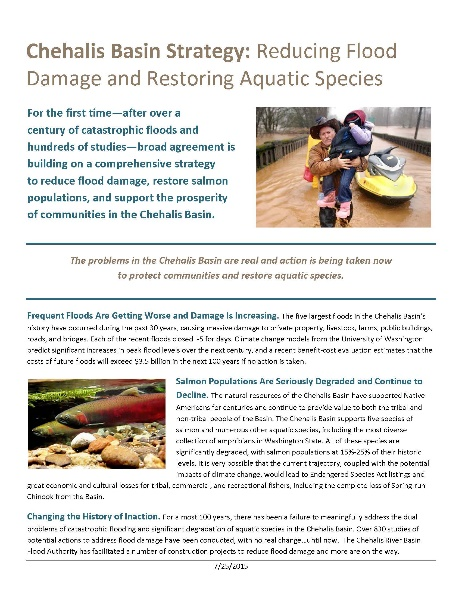 Chehalis Basin Strategy: Reducing Flood
Damage and Restoring Aquatic Species
For the first time—after over a
century of catastrophic floods and
hundreds of studies—broad agreement is
building on a comprehensive strategy
to reduce flood damage, restore salmon
populations, and support the prosperity
of communities in the Chehalis Basin.
The problems in the Chehalis Basin are real and action is being taken now
to protect communities and restore aquatic species.
Frequent Floods Are Getting Worse and Damage Is Increasing. The five largest floods in the Chehalis Basin's
history have occurred during the past 30 years, causing massive damage to private property, livestock, farms, public buildings,
roads, and bridges. Each of the recent floods closed I-5 for days. Climate change models from the University of Washington
predict significant increases in peak flood levels over the next century, and a recent benefit-cost evaluation estimates that the
costs of future floods will exceed $3.5 billion in the next 100 years if no action is taken.
Salmon Populations Are Seriously Degraded and Continue to
Decline. The natural resources of the Chehalis Basin have supported Native
Americans for centuries and continue to provide value to both the tribal and
non-tribal people of the Basin. The Chehalis Basin supports five species of
salmon and numerous other aquatic species, including the most diverse
collection of amphibians in Washington State. All of these species are
significantly degraded, with salmon populations at 15%-25% of their historic
levels. It is very possible that the current trajectory, coupled with the potential
impacts of climate change, would lead to Endangered Species Act listings and
great economic and cultural losses for tribal, commercial, and recreational fishers, including the complete loss of Spring-run
Chinook from the Basin.
Changing the History of Inaction. For almost 100 years, there has been a failure to meaningfully address the dual
problems of catastrophic flooding and significant degradation of aquatic species in the Chehalis Basin. Over 830 studies of
potential actions to address flood damage have been conducted, with no real change...until now. The Chehalis River Basin
Flood Authority has facilitated a number of construction projects to reduce flood damage and more are on the way.
7/25/2015